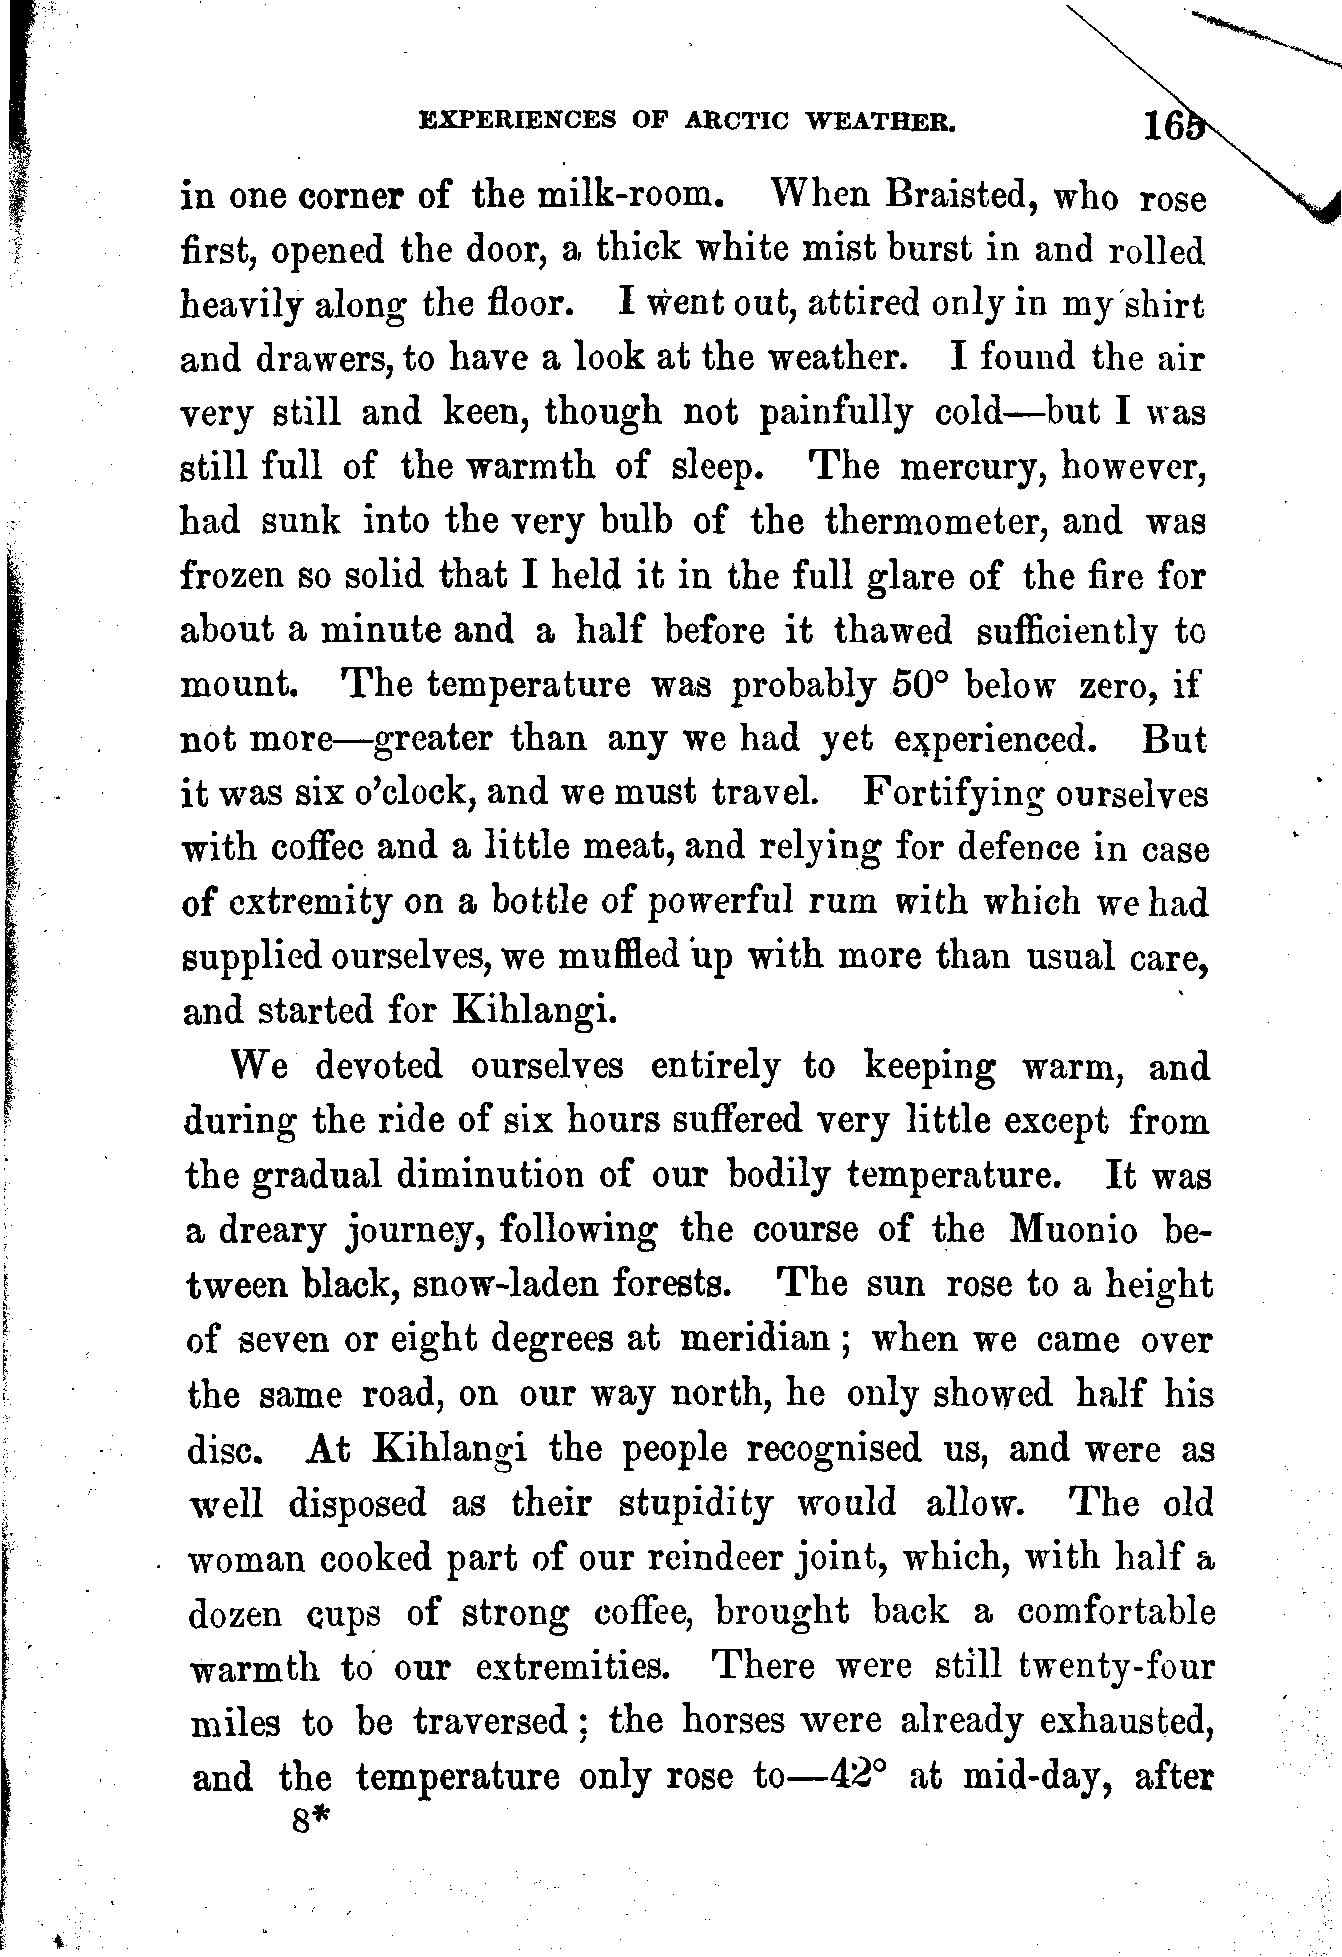 EXPERIENCES OF ARCTIC WEATHER. 165
in one corner of the milk-room. When Braisted, who rose
first, opened the door, a thick white mist burst in and rolled
heavily along the floor. I went out, attired only in my shirt
and drawers, to have a look at the weather. I found the air
very still and keen, though not painfully cold—but I was
still full of the warmth of sleep. The mercury, however,
had sunk into the very bulb of the thermometer, and was
frozen so solid that I held it in the full glare of the fire for
about a minute and a half before it thawed sufficiently to
mount. The temperature was probably 50° below zero, if
not more—greater than any we had yet experienced. But
it was six o'clock, and we must travel. Fortifying ourselves
with coffee and a little meat, and relying for defence in case
of extremity on a bottle of powerful rum with which we had
supplied ourselves, we muffled up with more than usual care,
and started for Kihlangi.
We devoted ourselves entirely to keeping warm, and
during the ride of six hours suffered very little except from
the gradual diminution of our bodily temperature. It was
a dreary journey, following the course of the Muonio be-
tween black, snow-laden forests. The sun rose to a height
of seven or eight degrees at meridian; when we came over
the same road, on our way north, he only showed half his
disc. At Kihlangi the people recognised us, and were as
well disposed as their stupidity would allow. The old
woman cooked part of our reindeer joint, which, with half a
dozen cups of strong coffee, brought back a comfortable
warmth to our extremities. There were still twenty-four
miles to be traversed; the horses were already exhausted,
and the temperature only rose to—42° at mid-day, after
8*